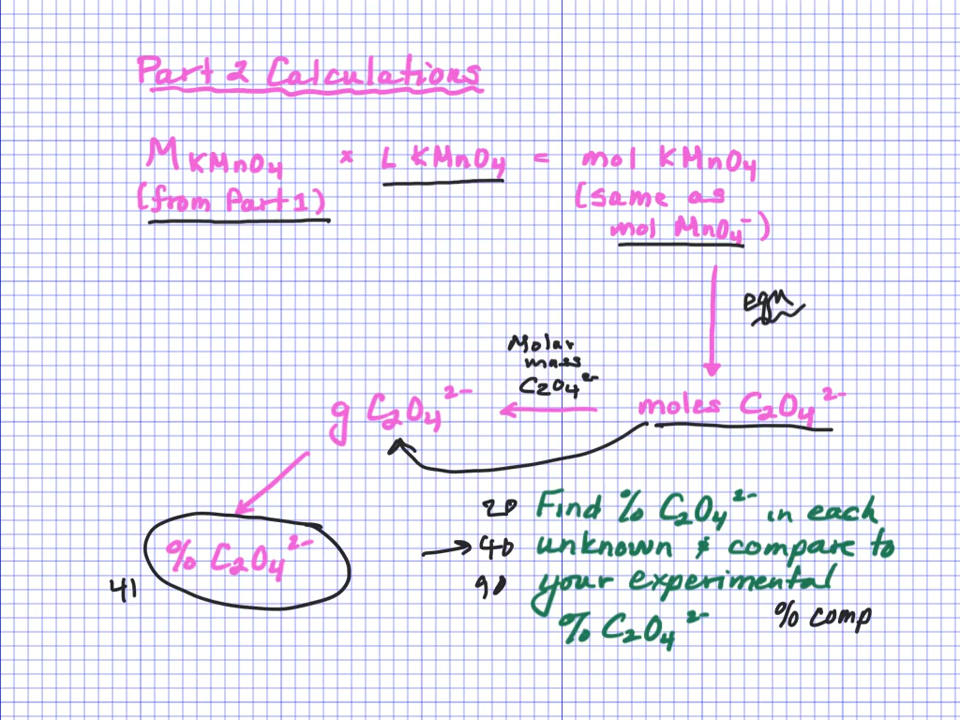 Part 2 Calculations
M KMnO₄ × L KMnO₄ = mol KMnO₄
(from Part 1) (same as
mol MnO₄⁻)
eqn
Molar
mass
C₂O₄²⁻
g C₂O₄²⁻ moles C₂O₄²⁻
20 Find % C₂O₄²⁻ in each
% C₂O₄²⁻ → 40 unknown & compare to
41 90 your experimental
% C₂O₄²⁻ % comp